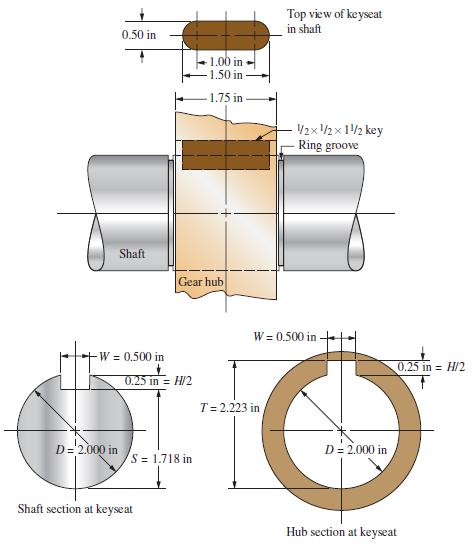 Top view of keyseat
in shaft
0.50 in
1.00 in
1.50 in
1.75 in
1/2 × 1/2 × 1 1/2 key
Ring groove
Shaft
Gear hub
W = 0.500 in
W = 0.500 in
0.25 in = H/2
0.25 in = H/2
T = 2.223 in
D = 2.000 in
S = 1.718 in
D = 2.000 in
Shaft section at keyseat
Hub section at keyseat